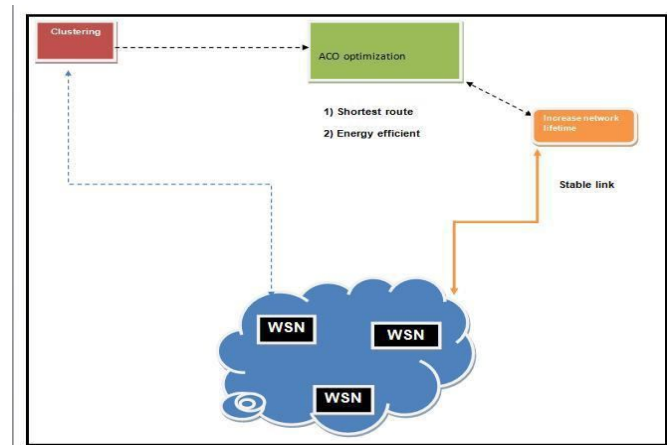 Clustering
ACO optimization
1) Shortest route
2) Energy efficient
Increase network
lifetime
Stable link
WSN
WSN
WSN